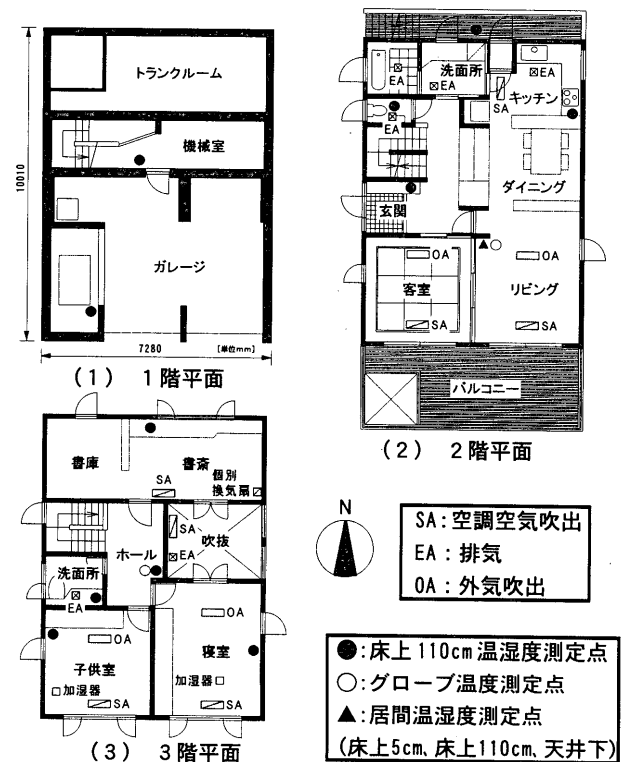 トランクルーム
機械室
ガレージ
10010
7280
[単位mm]
(1) 1階平面
洗面所
EA
EA
EA
キッチン
SA
EA
ダイニング
玄関
OA
OA
客室
リビング
SA
SA
バルコニー
(2) 2階平面
書庫
書斎
SA
個別
換気扇
SA
吹抜
EA
ホール
洗面所
EA
OA
OA
子供室
寝室
加湿器
加湿器
SA
SA
(3) 3階平面
N
SA:空調空気吹出
EA:排気
OA:外気吹出
●:床上110cm温湿度測定点
○:グローブ温度測定点
▲:居間温湿度測定点
(床上5cm、床上110cm、天井下)